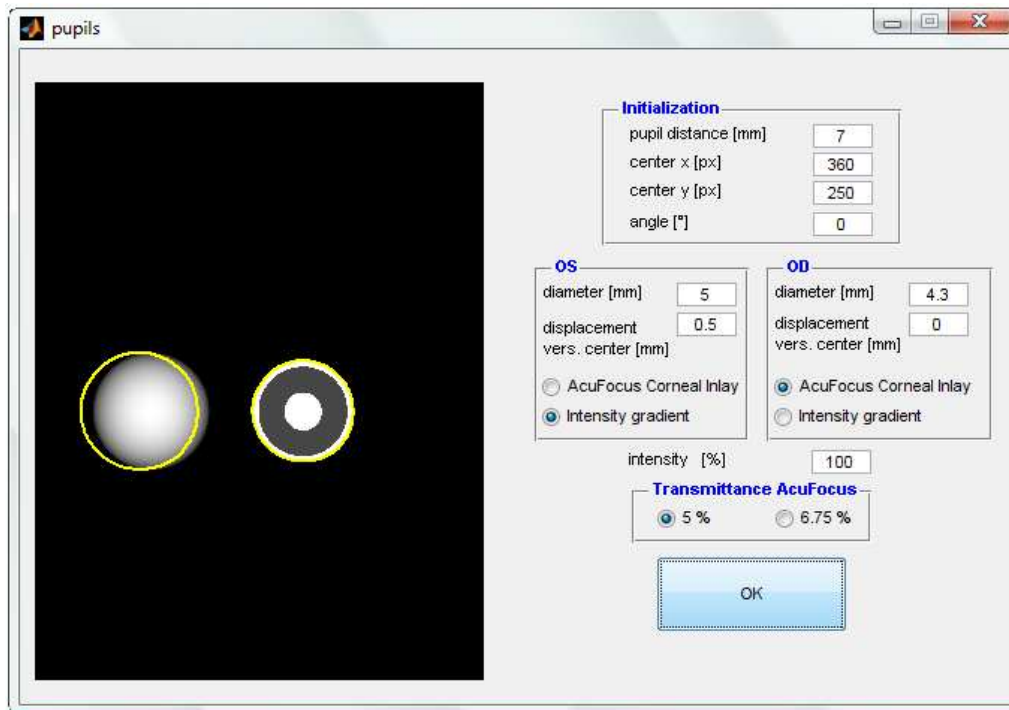 pupils
Initialization
pupil distance [mm] 7
center x [px] 360
center y [px] 250
angle [°] 0
OS
diameter [mm] 5
displacement 0.5
vers. center [mm]
AcuFocus Corneal Inlay
Intensity gradient
OD
diameter [mm] 4.3
displacement 0
vers. center [mm]
AcuFocus Corneal Inlay
Intensity gradient
intensity [%] 100
Transmittance AcuFocus
5 % 6.75 %
OK